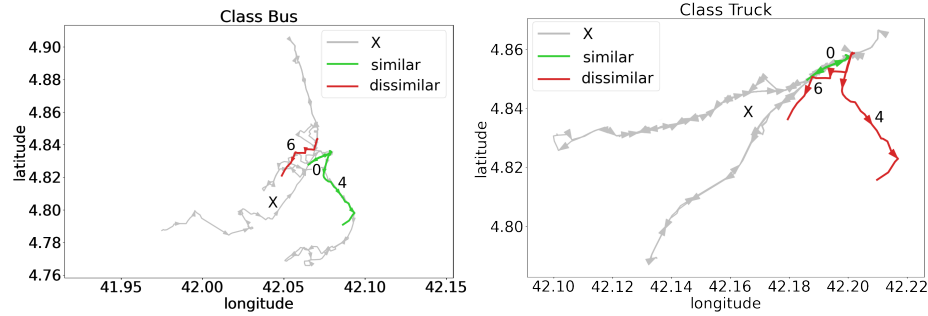 Class Bus
latitude
4.90
4.88
4.86
4.84
4.82
4.80
4.78
4.76
X
similar
dissimilar
6
0
4
X
41.95 42.00 42.05 42.10 42.15
longitude
Class Truck
latitude
4.86
4.84
4.82
4.80
X
similar
dissimilar
0
6
X
4
42.10 42.12 42.14 42.16 42.18 42.20 42.22
longitude